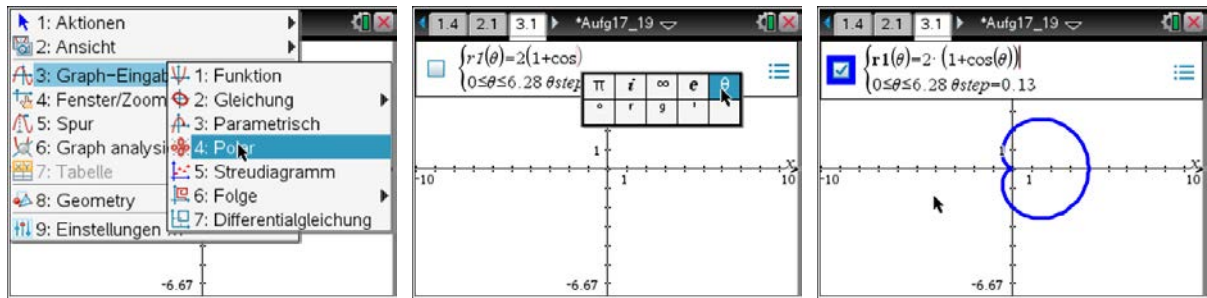 1: Aktionen
2: Ansicht
3: Graph-Eingab
4: Fenster/Zoom
5: Spur
6: Graph analysi
7: Tabelle
8: Geometry
9: Einstellungen ...
1: Funktion
2: Gleichung
3: Parametrisch
4: Polar
5: Streudiagramm
6: Folge
7: Differentialgleichung
-6.67
1.4 2.1 3.1 *Aufg17_19
r1(θ)=2(1+cos)
0≤θ≤6.28 θstep
π i ∞ e θ
° r g '
1
x
-10 1 10
-6.67
1.4 2.1 3.1 *Aufg17_19
r1(θ)=2·(1+cos(θ))
0≤θ≤6.28 θstep=0.13
1
x
-10 1 10
-6.67